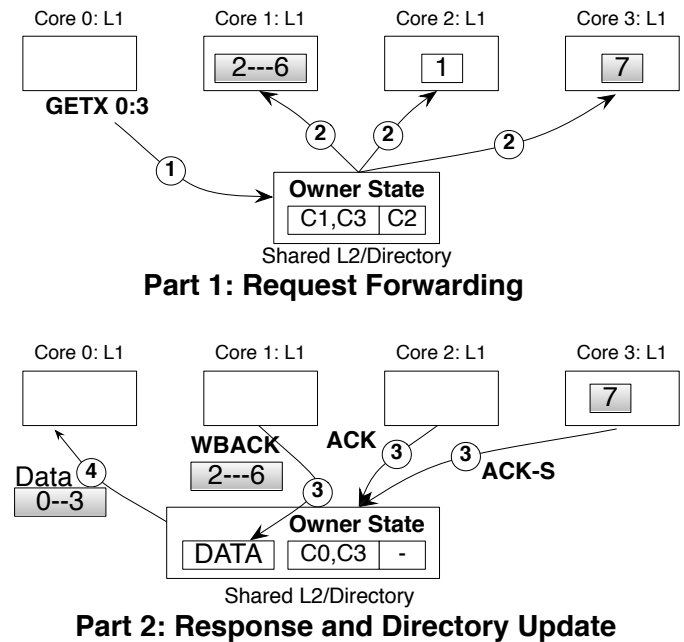 Core 0: L1 Core 1: L1 Core 2: L1 Core 3: L1
2---6 1 7
GETX 0:3
2 2 2
1
Owner State
C1,C3 C2
Shared L2/Directory
Part 1: Request Forwarding
Core 0: L1 Core 1: L1 Core 2: L1 Core 3: L1
7
WBACK ACK 3 3 ACK-S
Data 4 2---6
0--3 3
Owner State
DATA C0,C3 -
Shared L2/Directory
Part 2: Response and Directory Update